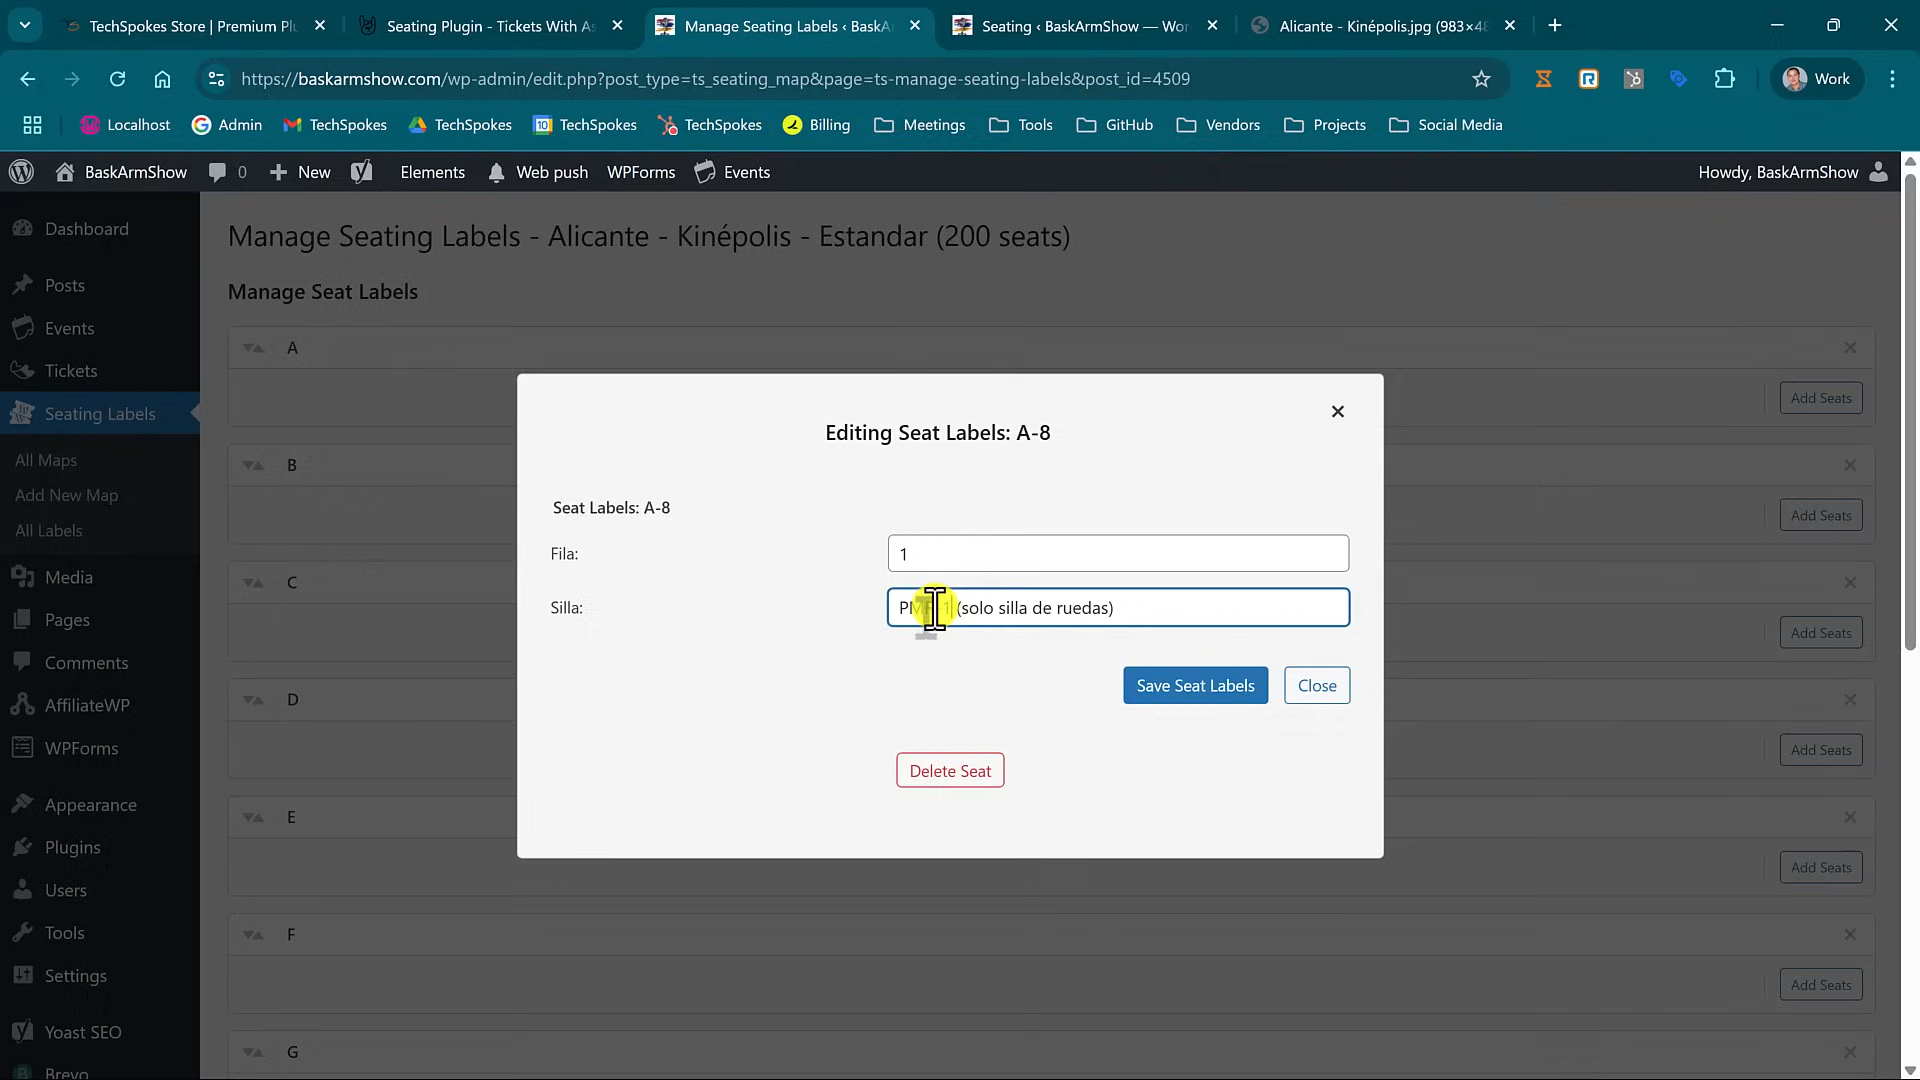 TechSpokes Store | Premium Plu
Seating Plugin - Tickets With As
Manage Seating Labels ‹ BaskAr
Seating ‹ BaskArmShow — Wor
Alicante - Kinépolis.jpg (983×48
https://baskarmshow.com/wp-admin/edit.php?post_type=ts_seating_map&page=ts-manage-seating-labels&post_id=4509
Work
Localhost
Admin
TechSpokes
TechSpokes
TechSpokes
TechSpokes
Billing
Meetings
Tools
GitHub
Vendors
Projects
Social Media
BaskArmShow
0
New
Elements
Web push
WPForms
Events
Howdy, BaskArmShow
Dashboard
Posts
Events
Tickets
Seating Labels
All Maps
Add New Map
All Labels
Media
Pages
Comments
AffiliateWP
WPForms
Appearance
Plugins
Users
Tools
Settings
Yoast SEO
Brevo
Manage Seating Labels - Alicante - Kinépolis - Estandar (200 seats)
Manage Seat Labels
A
Add Seats
B
Add Seats
C
Add Seats
D
Add Seats
E
Add Seats
F
Add Seats
G
Editing Seat Labels: A-8
Seat Labels: A-8
Fila:
1
Silla:
PMR-1 (solo silla de ruedas)
Save Seat Labels
Close
Delete Seat